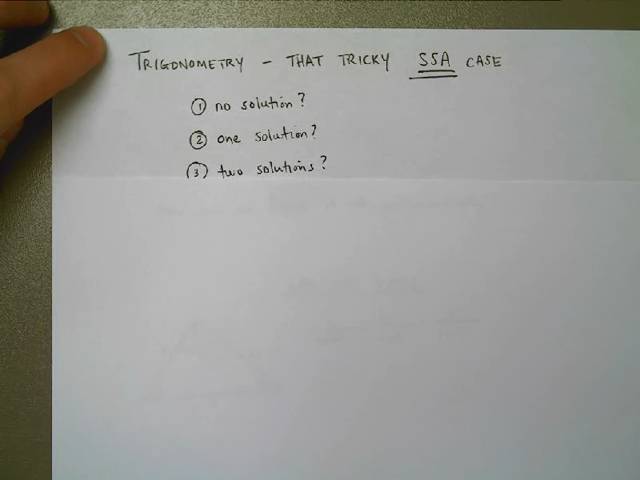 TRIGONOMETRY - THAT TRICKY SSA CASE
① no solution?
② one solution?
③ two solutions?